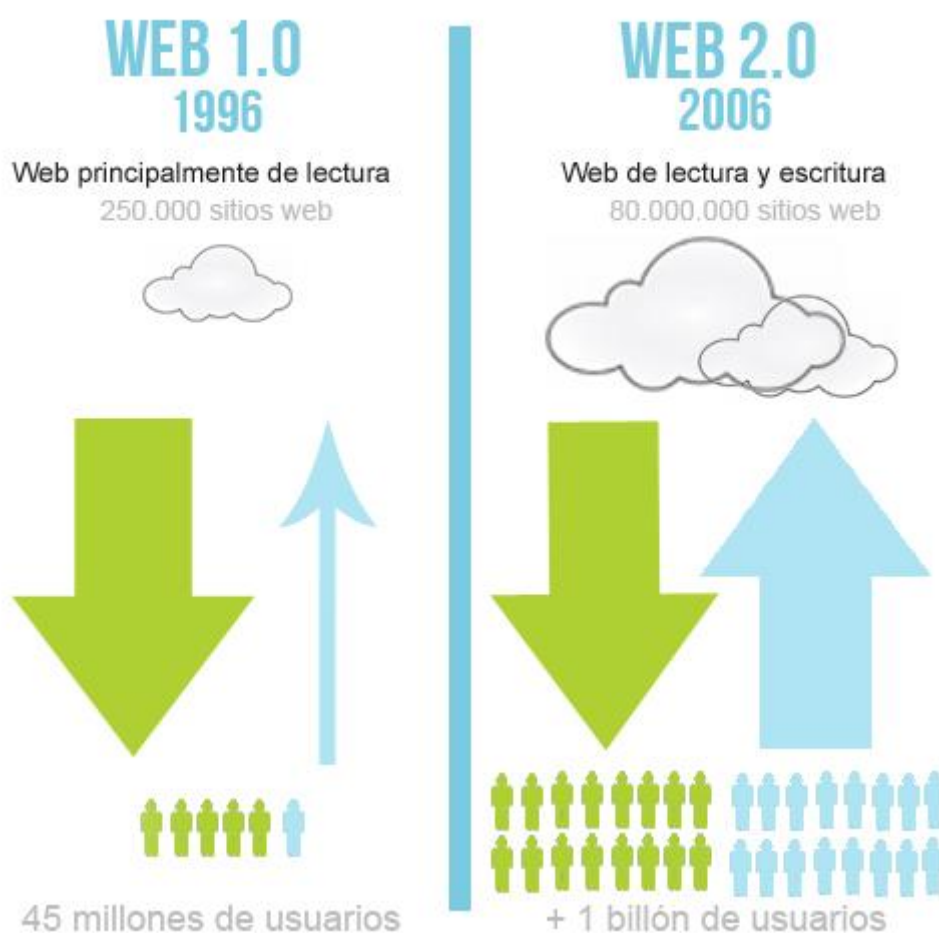 WEB 1.0
1996
Web principalmente de lectura
250.000 sitios web
45 millones de usuarios
WEB 2.0
2006
Web de lectura y escritura
80.000.000 sitios web
+ 1 billón de usuarios